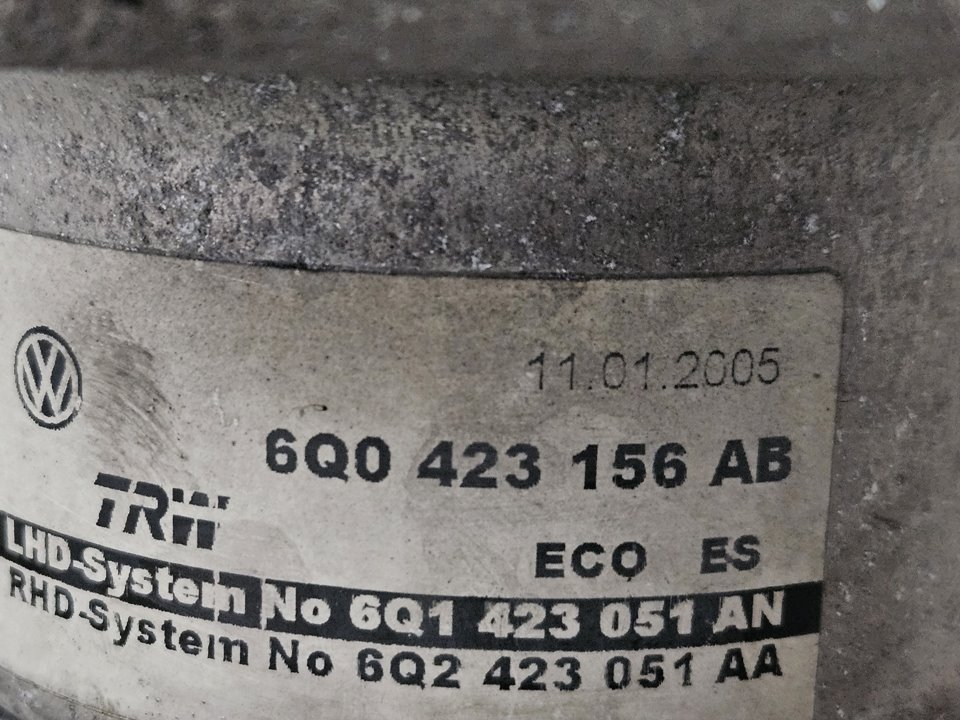 11.01.2005
6Q0 423 156 AB
TRW
ECO ES
LHD-System No 6Q1 423 051 AN
RHD-System No 6Q2 423 051 AA